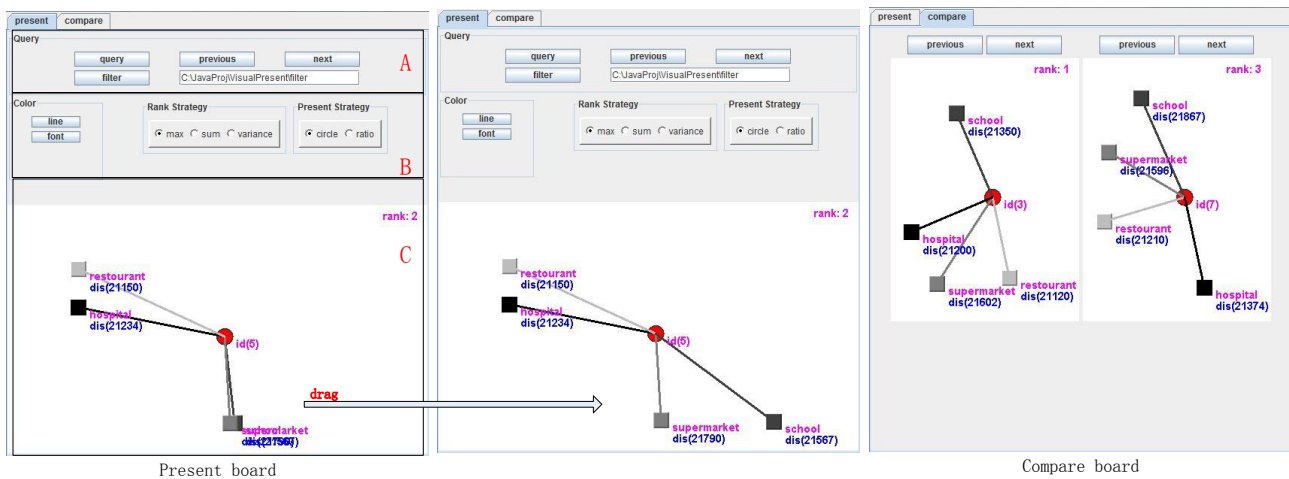 present compare
Query
query previous next
filter C:\JavaProj\VisualPresent\filter
A
Color
line
font
Rank Strategy
max sum variance
Present Strategy
circle ratio
B
rank: 2
C
restourant
dis(21150)
hospital
dis(21234)
id(5)
drag
Present board
present compare
Query
query previous next
filter C:\JavaProj\VisualPresent\filter
Color
line
font
Rank Strategy
max sum variance
Present Strategy
circle ratio
rank: 2
restourant
dis(21150)
hospital
dis(21234)
id(5)
supermarket
dis(21790)
school
dis(21567)
present compare
previous next
rank: 1
school
dis(21350)
id(3)
hospital
dis(21200)
supermarket
dis(21602)
restourant
dis(21120)
previous next
rank: 3
school
dis(21867)
supermarket
dis(21596)
id(7)
restourant
dis(21210)
hospital
dis(21374)
Compare board